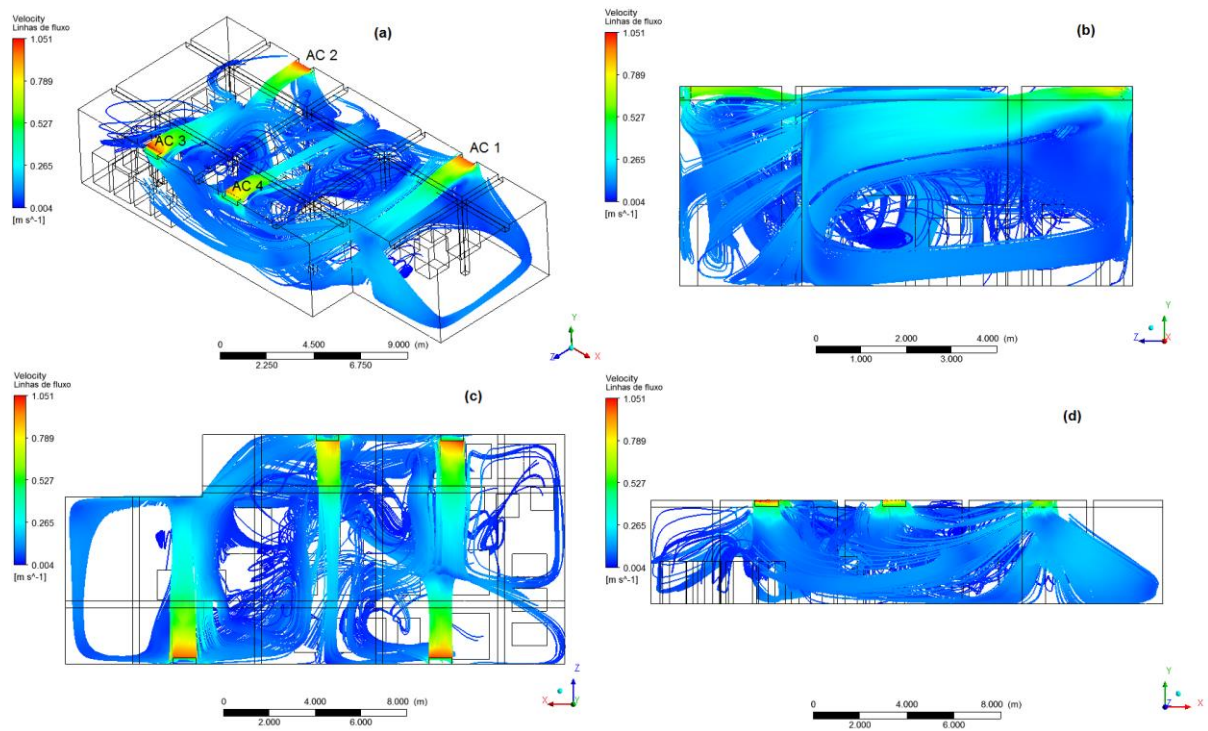 Velocity
Linhas de fluxo
1.051
0.789
0.527
0.265
0.004
[m s^-1]
(a)
AC 2
AC 3
AC 1
AC 4
0 4.500 9.000 (m)
2.250 6.750
Y
Z X
Velocity
Linhas de fluxo
1.051
0.789
0.527
0.265
0.004
[m s^-1]
(b)
0 2.000 4.000 (m)
1.000 3.000
Y
Z X
Velocity
Linhas de fluxo
1.051
0.789
0.527
0.265
0.004
[m s^-1]
(c)
0 4.000 8.000 (m)
2.000 6.000
Z
X Y
Velocity
Linhas de fluxo
1.051
0.789
0.527
0.265
0.004
[m s^-1]
(d)
0 4.000 8.000 (m)
2.000 6.000
Y
Z X